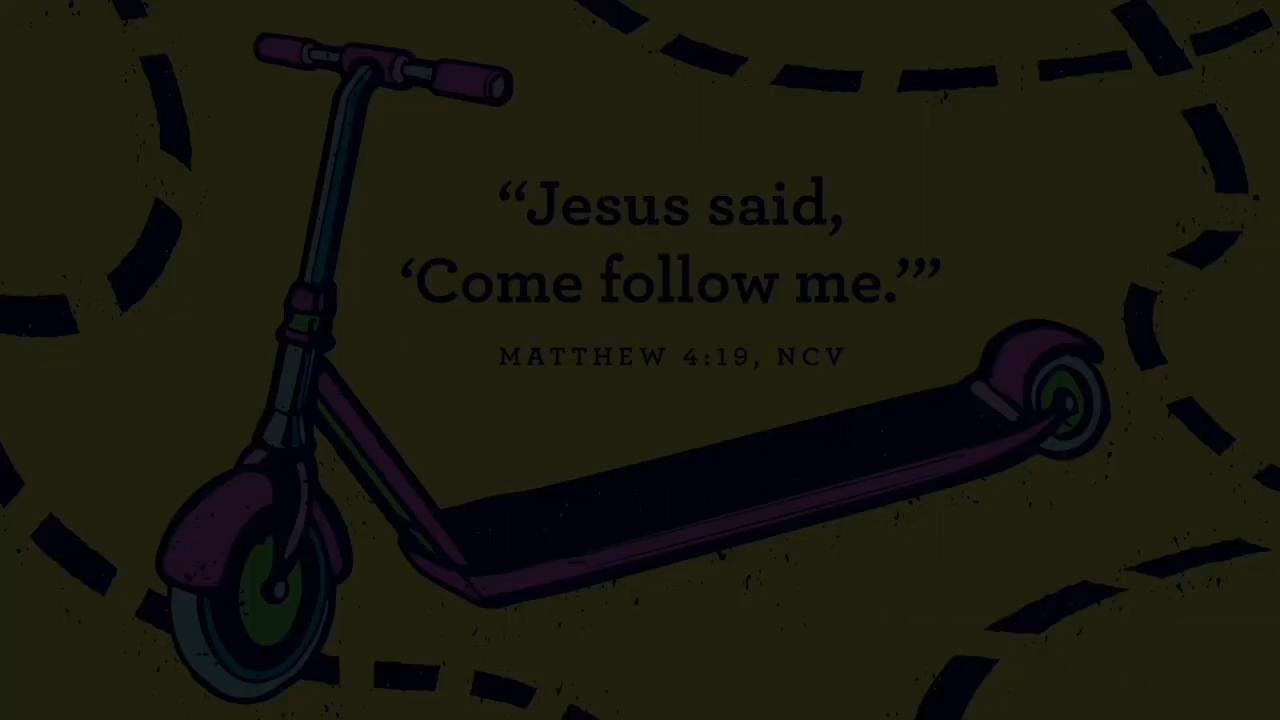 “Jesus said,
‘Come follow me.’”
MATTHEW 4:19, NCV